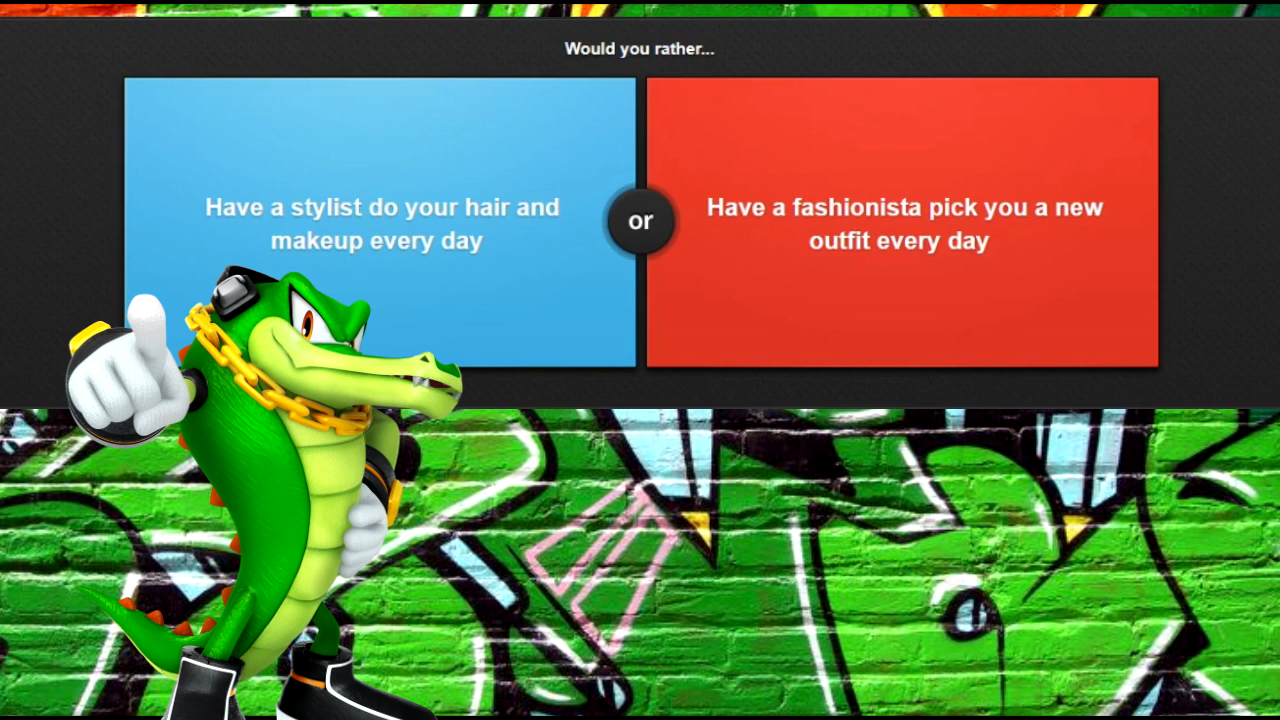 Would you rather...
Have a stylist do your hair and
makeup every day
or
Have a fashionista pick you a new
outfit every day